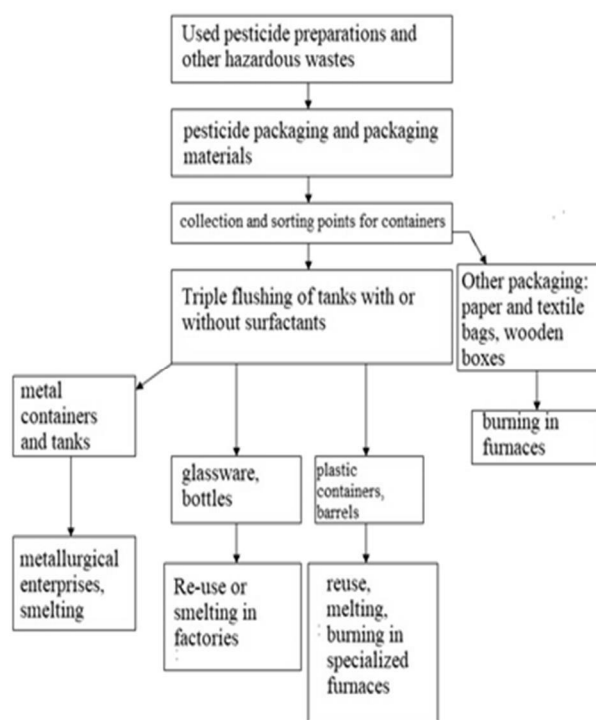 Used pesticide preparations and
other hazardous wastes
pesticide packaging and packaging
materials
collection and sorting points for containers
Triple flushing of tanks with or
without surfactants
Other packaging:
paper and textile
bags, wooden
boxes
burning in
furnaces
metal
containers
and tanks
glassware,
bottles
plastic
containers,
barrels
metallurgical
enterprises,
smelting
Re-use or
smelting in
factories
reuse,
melting,
burning in
specialized
furnaces